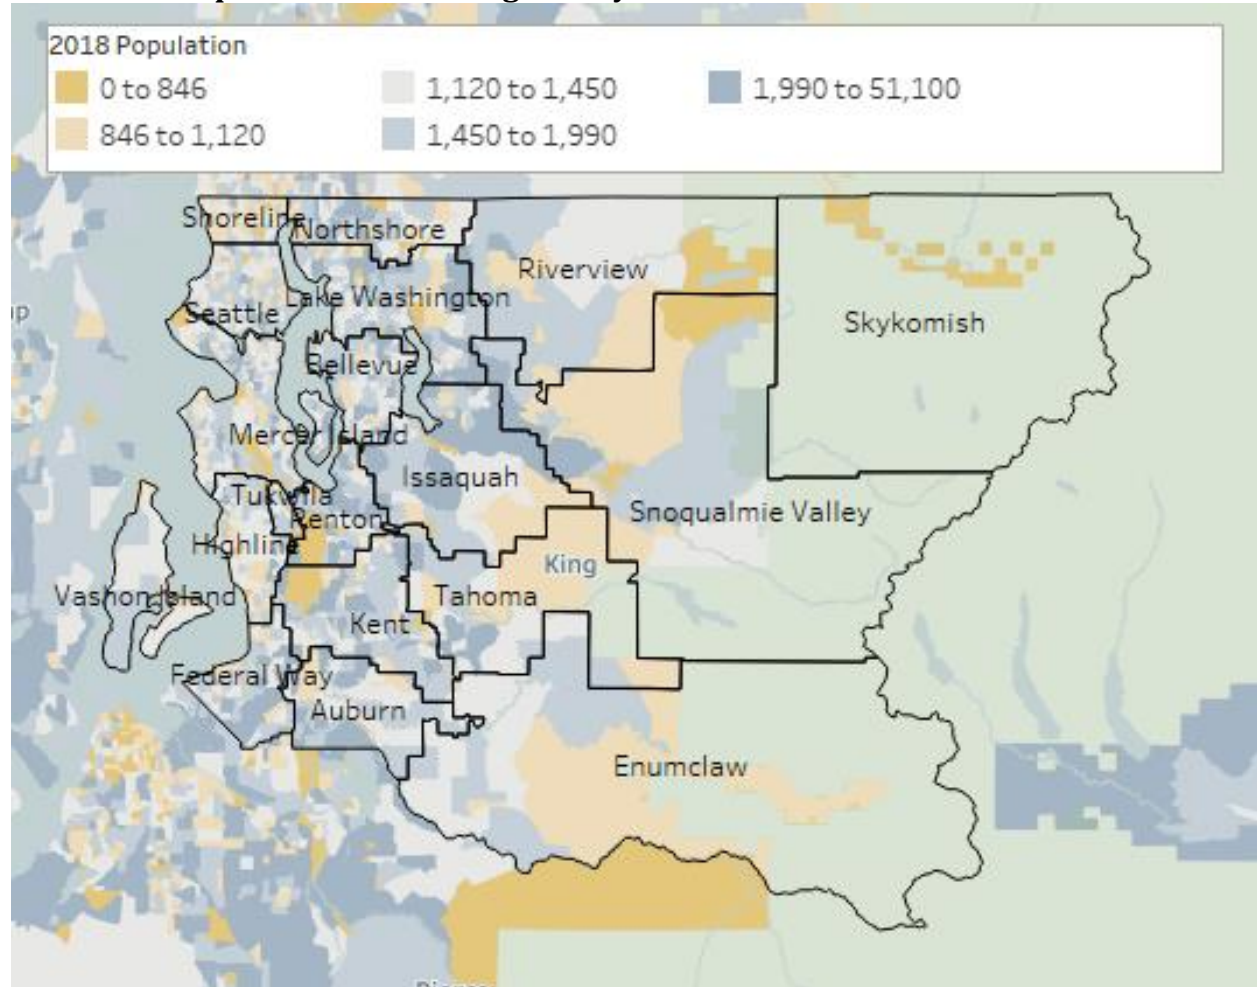 2018 Population
0 to 846
1,120 to 1,450
1,990 to 51,100
846 to 1,120
1,450 to 1,990
Shoreline
Northshore
Riverview
Lake Washington
Seattle
Skykomish
Bellevue
Mercer Island
Issaquah
Tukwila
Renton
Snoqualmie Valley
Highline
King
Vashon Island
Tahoma
Kent
Federal Way
Auburn
Enumclaw